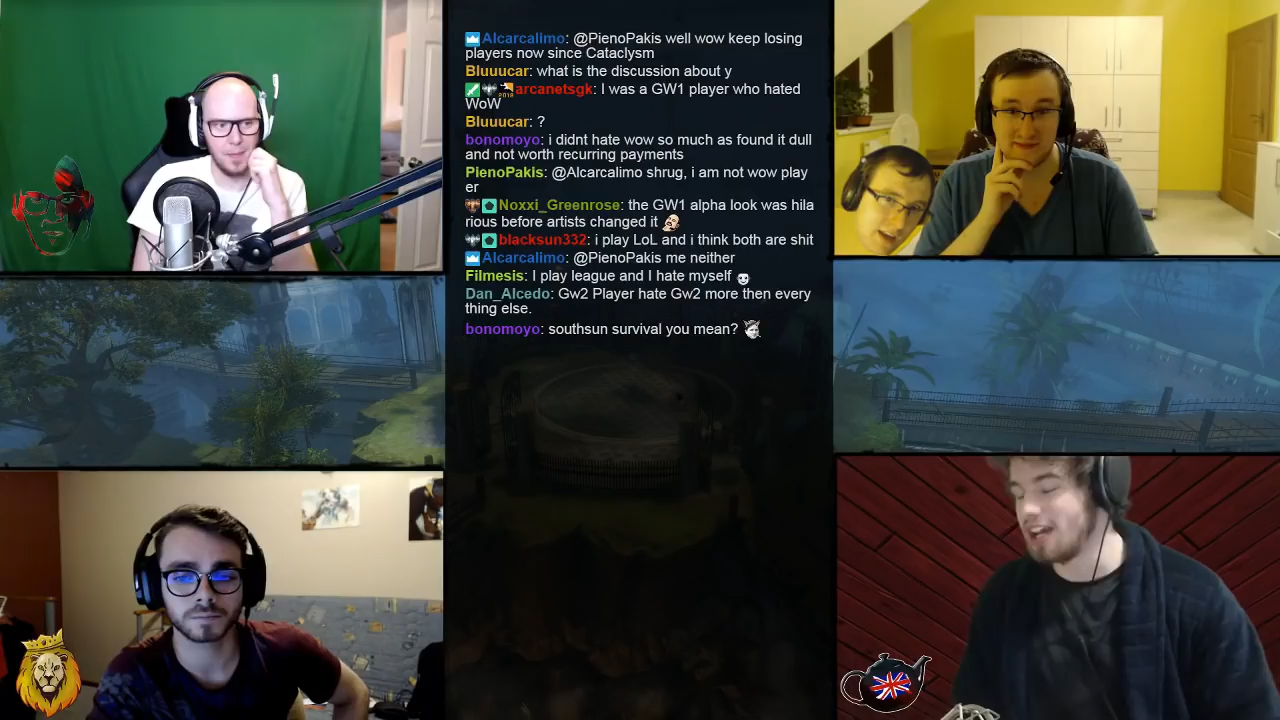 Alcarcalimo: @PienoPakis well wow keep losing
players now since Cataclysm
Bluuucar: what is the discussion about y
2018 arcanetsgk: I was a GW1 player who hated
WoW
Bluuucar: ?
bonomoyo: i didnt hate wow so much as found it dull
and not worth recurring payments
PienoPakis: @Alcarcalimo shrug, i am not wow play
er
Noxxi_Greenrose: the GW1 alpha look was hila
rious before artists changed it
blacksun332: i play LoL and i think both are shit
Alcarcalimo: @PienoPakis me neither
Filmesis: I play league and I hate myself
Dan_Alcedo: Gw2 Player hate Gw2 more then every
thing else.
bonomoyo: southsun survival you mean?